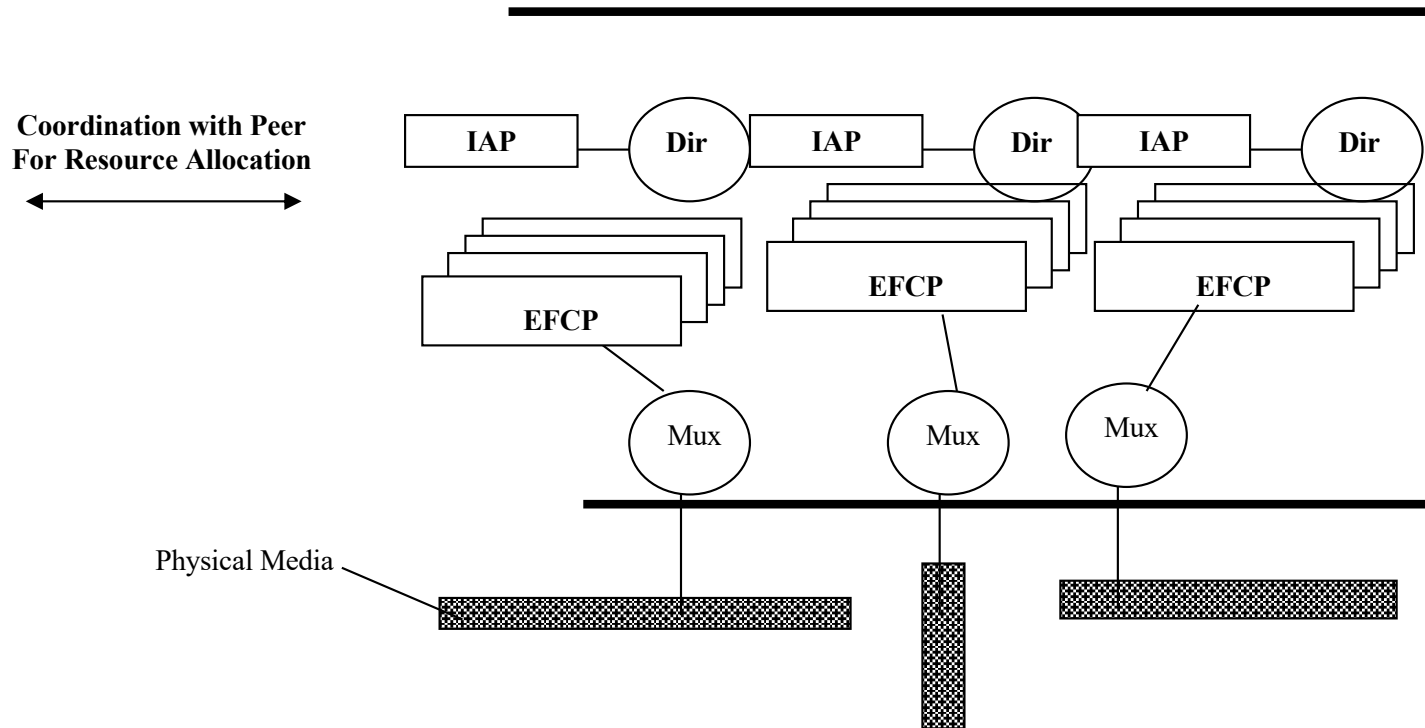 Coordination with Peer
For Resource Allocation
IAP
Dir
IAP
Dir
IAP
Dir
EFCP
EFCP
EFCP
Mux
Mux
Mux
Physical Media